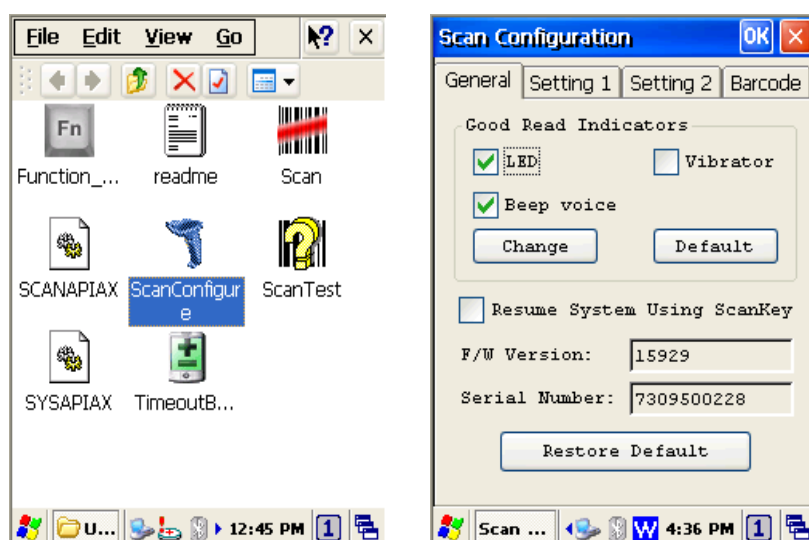 File Edit View Go
Fn
Function_... readme Scan
SCANAPIAX ScanConfigur
e
ScanTest
SYSAPIAX TimeoutB...
U... 12:45 PM 1
Scan Configuration OK
General Setting 1 Setting 2 Barcode
Good Read Indicators
LED Vibrator
Beep voice
Change Default
Resume System Using ScanKey
F/W Version: 15929
Serial Number: 7309500228
Restore Default
Scan ... W 4:36 PM 1